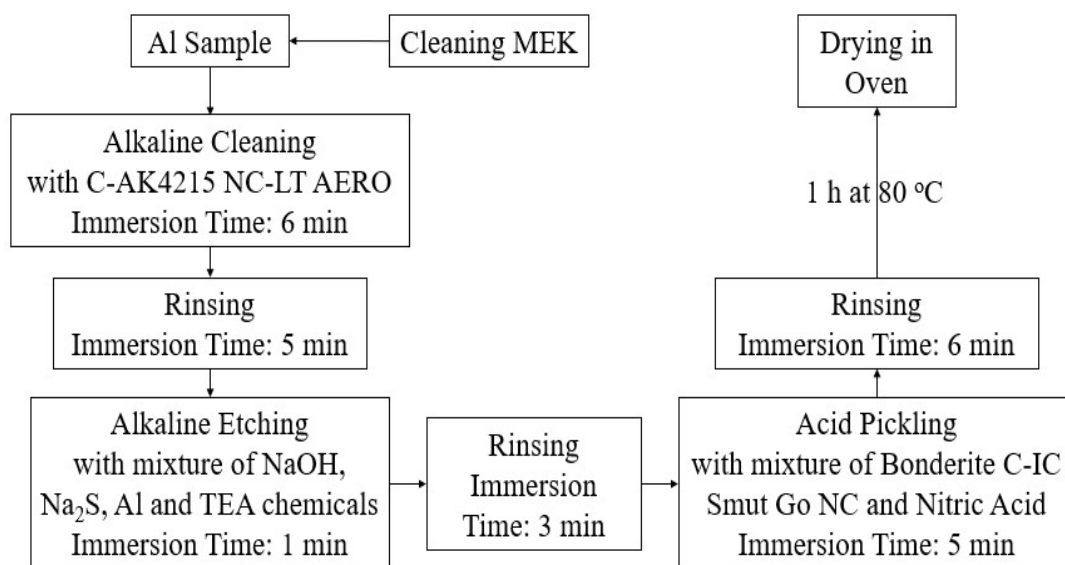 Al Sample
Cleaning MEK
Alkaline Cleaning
with C-AK4215 NC-LT AERO
Immersion Time: 6 min
Rinsing
Immersion Time: 5 min
Alkaline Etching
with mixture of NaOH,
Na₂S, Al and TEA chemicals
Immersion Time: 1 min
Rinsing
Immersion
Time: 3 min
Acid Pickling
with mixture of Bonderite C-IC
Smut Go NC and Nitric Acid
Immersion Time: 5 min
Rinsing
Immersion Time: 6 min
1 h at 80 °C
Drying in
Oven